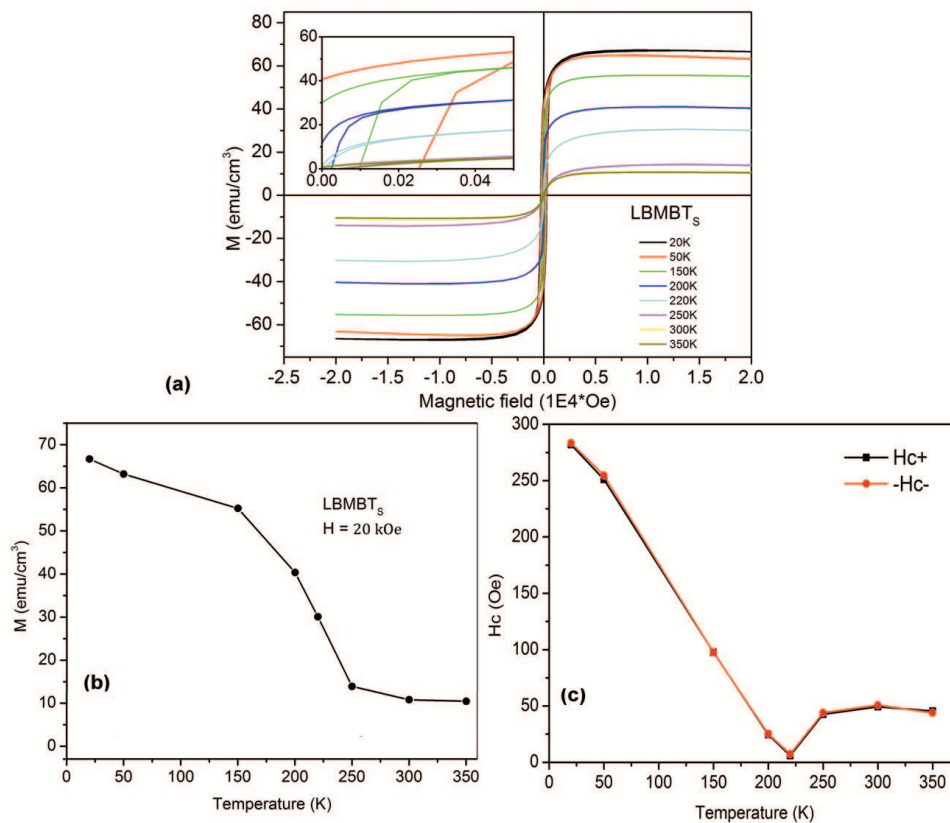 80
60
40
20
0
-20
-40
-60
M (emu/cm³)
60
40
20
0
0.00
0.02
0.04
LBMBTS
20K
50K
150K
200K
220K
250K
300K
350K
-2.5 -2.0 -1.5 -1.0 -0.5 0.0 0.5 1.0 1.5 2.0
Magnetic field (1E4*Oe)
(a)
70
60
50
40
30
20
10
0
M (emu/cm³)
LBMBTS
H = 20 kOe
(b)
0 50 100 150 200 250 300 350
Temperature (K)
300
250
200
150
100
50
0
Hc (Oe)
Hc+
-Hc-
(c)
0 50 100 150 200 250 300 350
Temperature (K)